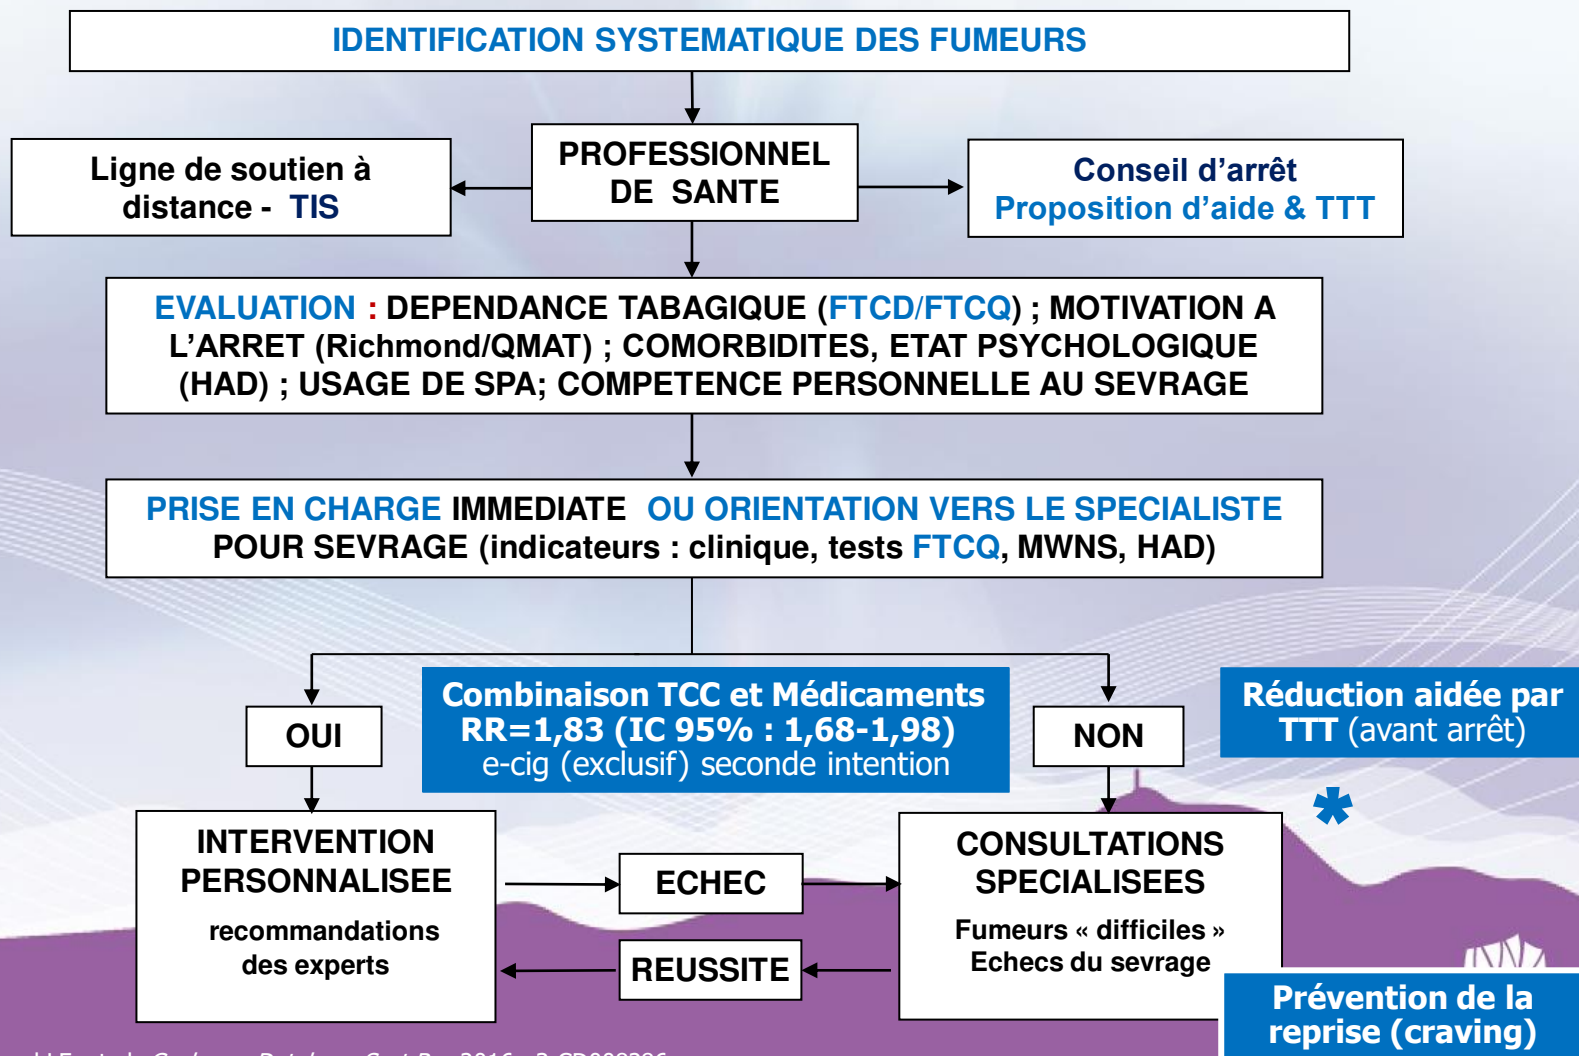 IDENTIFICATION SYSTEMATIQUE DES FUMEURS
PROFESSIONNEL
DE SANTE
Ligne de soutien à
distance - TIS
Conseil d'arrêt
Proposition d'aide & TTT
EVALUATION : DEPENDANCE TABAGIQUE (FTCD/FTCQ) ; MOTIVATION A
L'ARRET (Richmond/QMAT) ; COMORBIDITES, ETAT PSYCHOLOGIQUE
(HAD) ; USAGE DE SPA; COMPETENCE PERSONNELLE AU SEVRAGE
PRISE EN CHARGE IMMEDIATE OU ORIENTATION VERS LE SPECIALISTE
POUR SEVRAGE (indicateurs : clinique, tests FTCQ, MWNS, HAD)
OUI
Combinaison TCC et Médicaments
RR=1,83 (IC 95% : 1,68-1,98)
e-cig (exclusif) seconde intention
NON
Réduction aidée par
TTT (avant arrêt)
*
INTERVENTION
PERSONNALISEE
recommandations
des experts
ECHEC
REUSSITE
CONSULTATIONS
SPECIALISEES
Fumeurs « difficiles »
Echecs du sevrage
Prévention de la
reprise (craving)